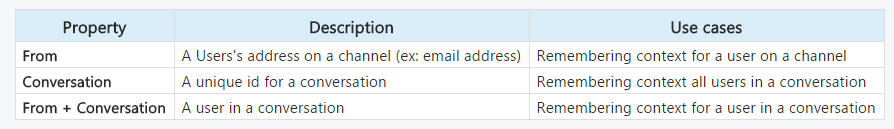 Property Description Use cases
From A Users's address on a channel (ex: email address) Remembering context for a user on a channel
Conversation A unique id for a conversation Remembering context all users in a conversation
From + Conversation A user in a conversation Remembering context for a user in a conversation